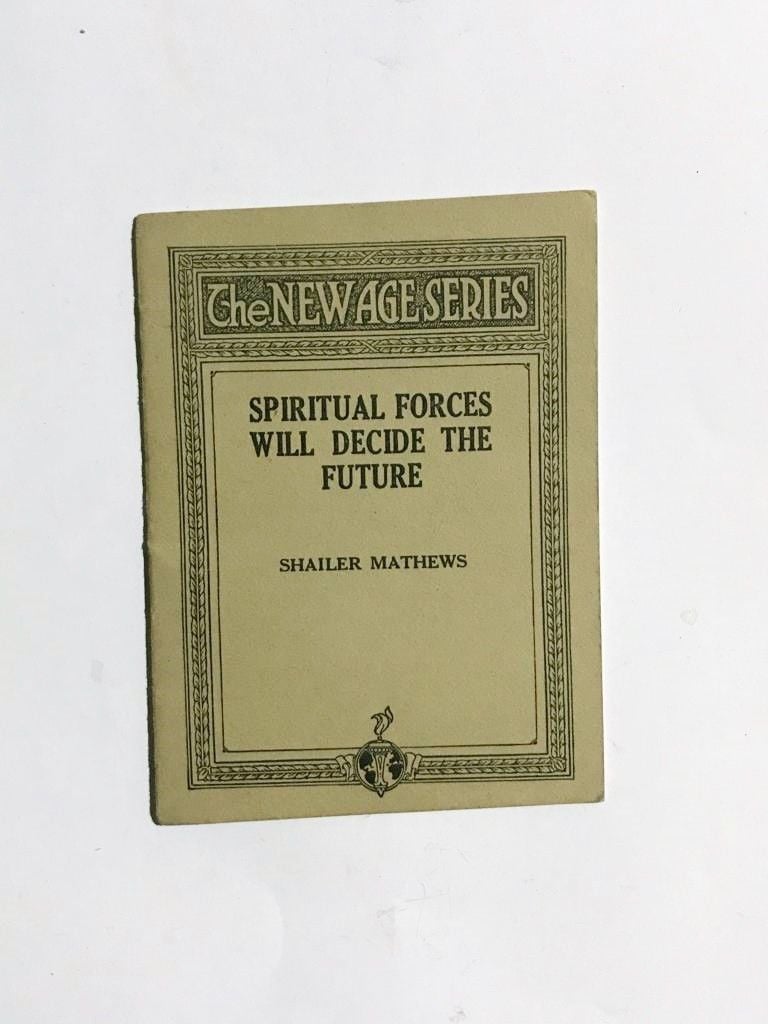 The NEW AGE SERIES
SPIRITUAL FORCES
WILL DECIDE THE
FUTURE
SHAILER MATHEWS